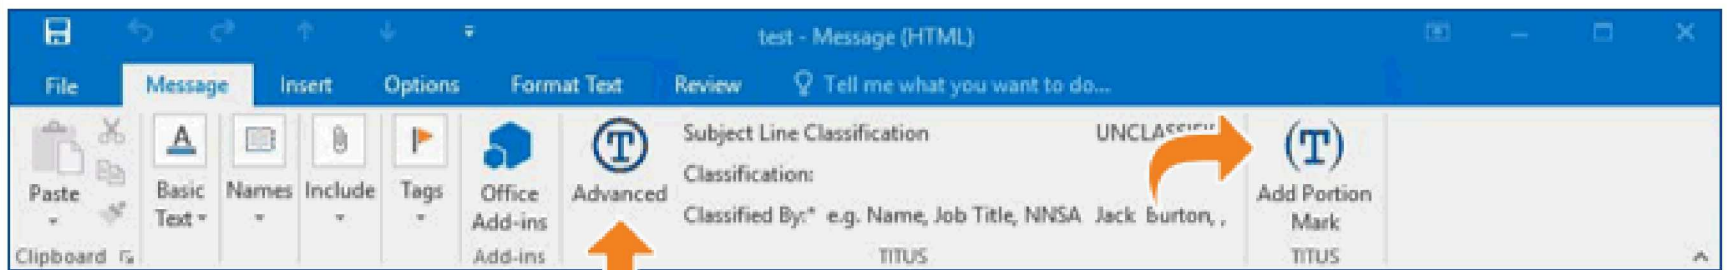 test - Message (HTML)
File Message Insert Options Format Text Review Tell me what you want to do...
Paste
Basic Text
Names
Include
Tags
Office Add-ins
T
Advanced
Subject Line Classification
Classification:
Classified By:* e.g. Name, Job Title, NNSA Jack Burton, ,
(T)
Add Portion Mark
Clipboard Add-ins TITUS TITUS